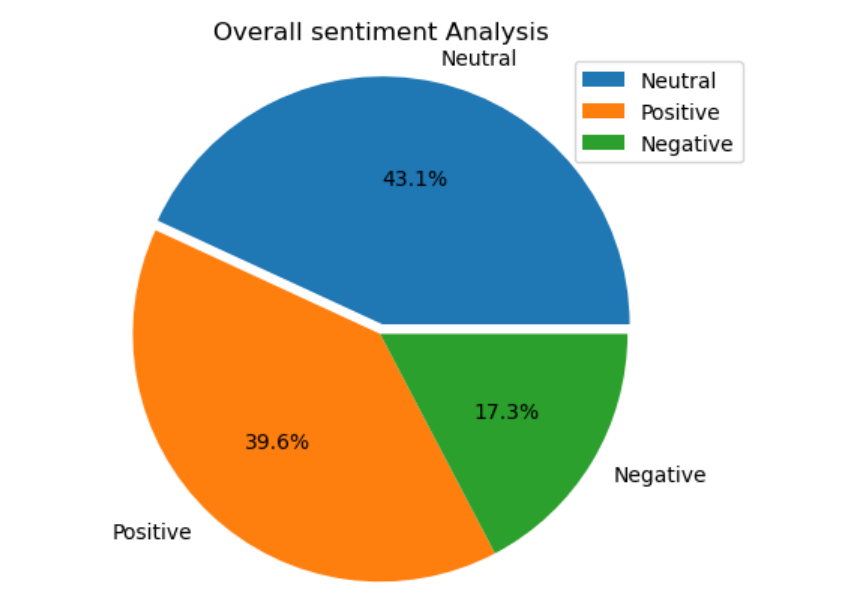 Overall sentiment Analysis
Neutral
Neutral
Positive
Negative
43.1%
17.3%
39.6%
Negative
Positive